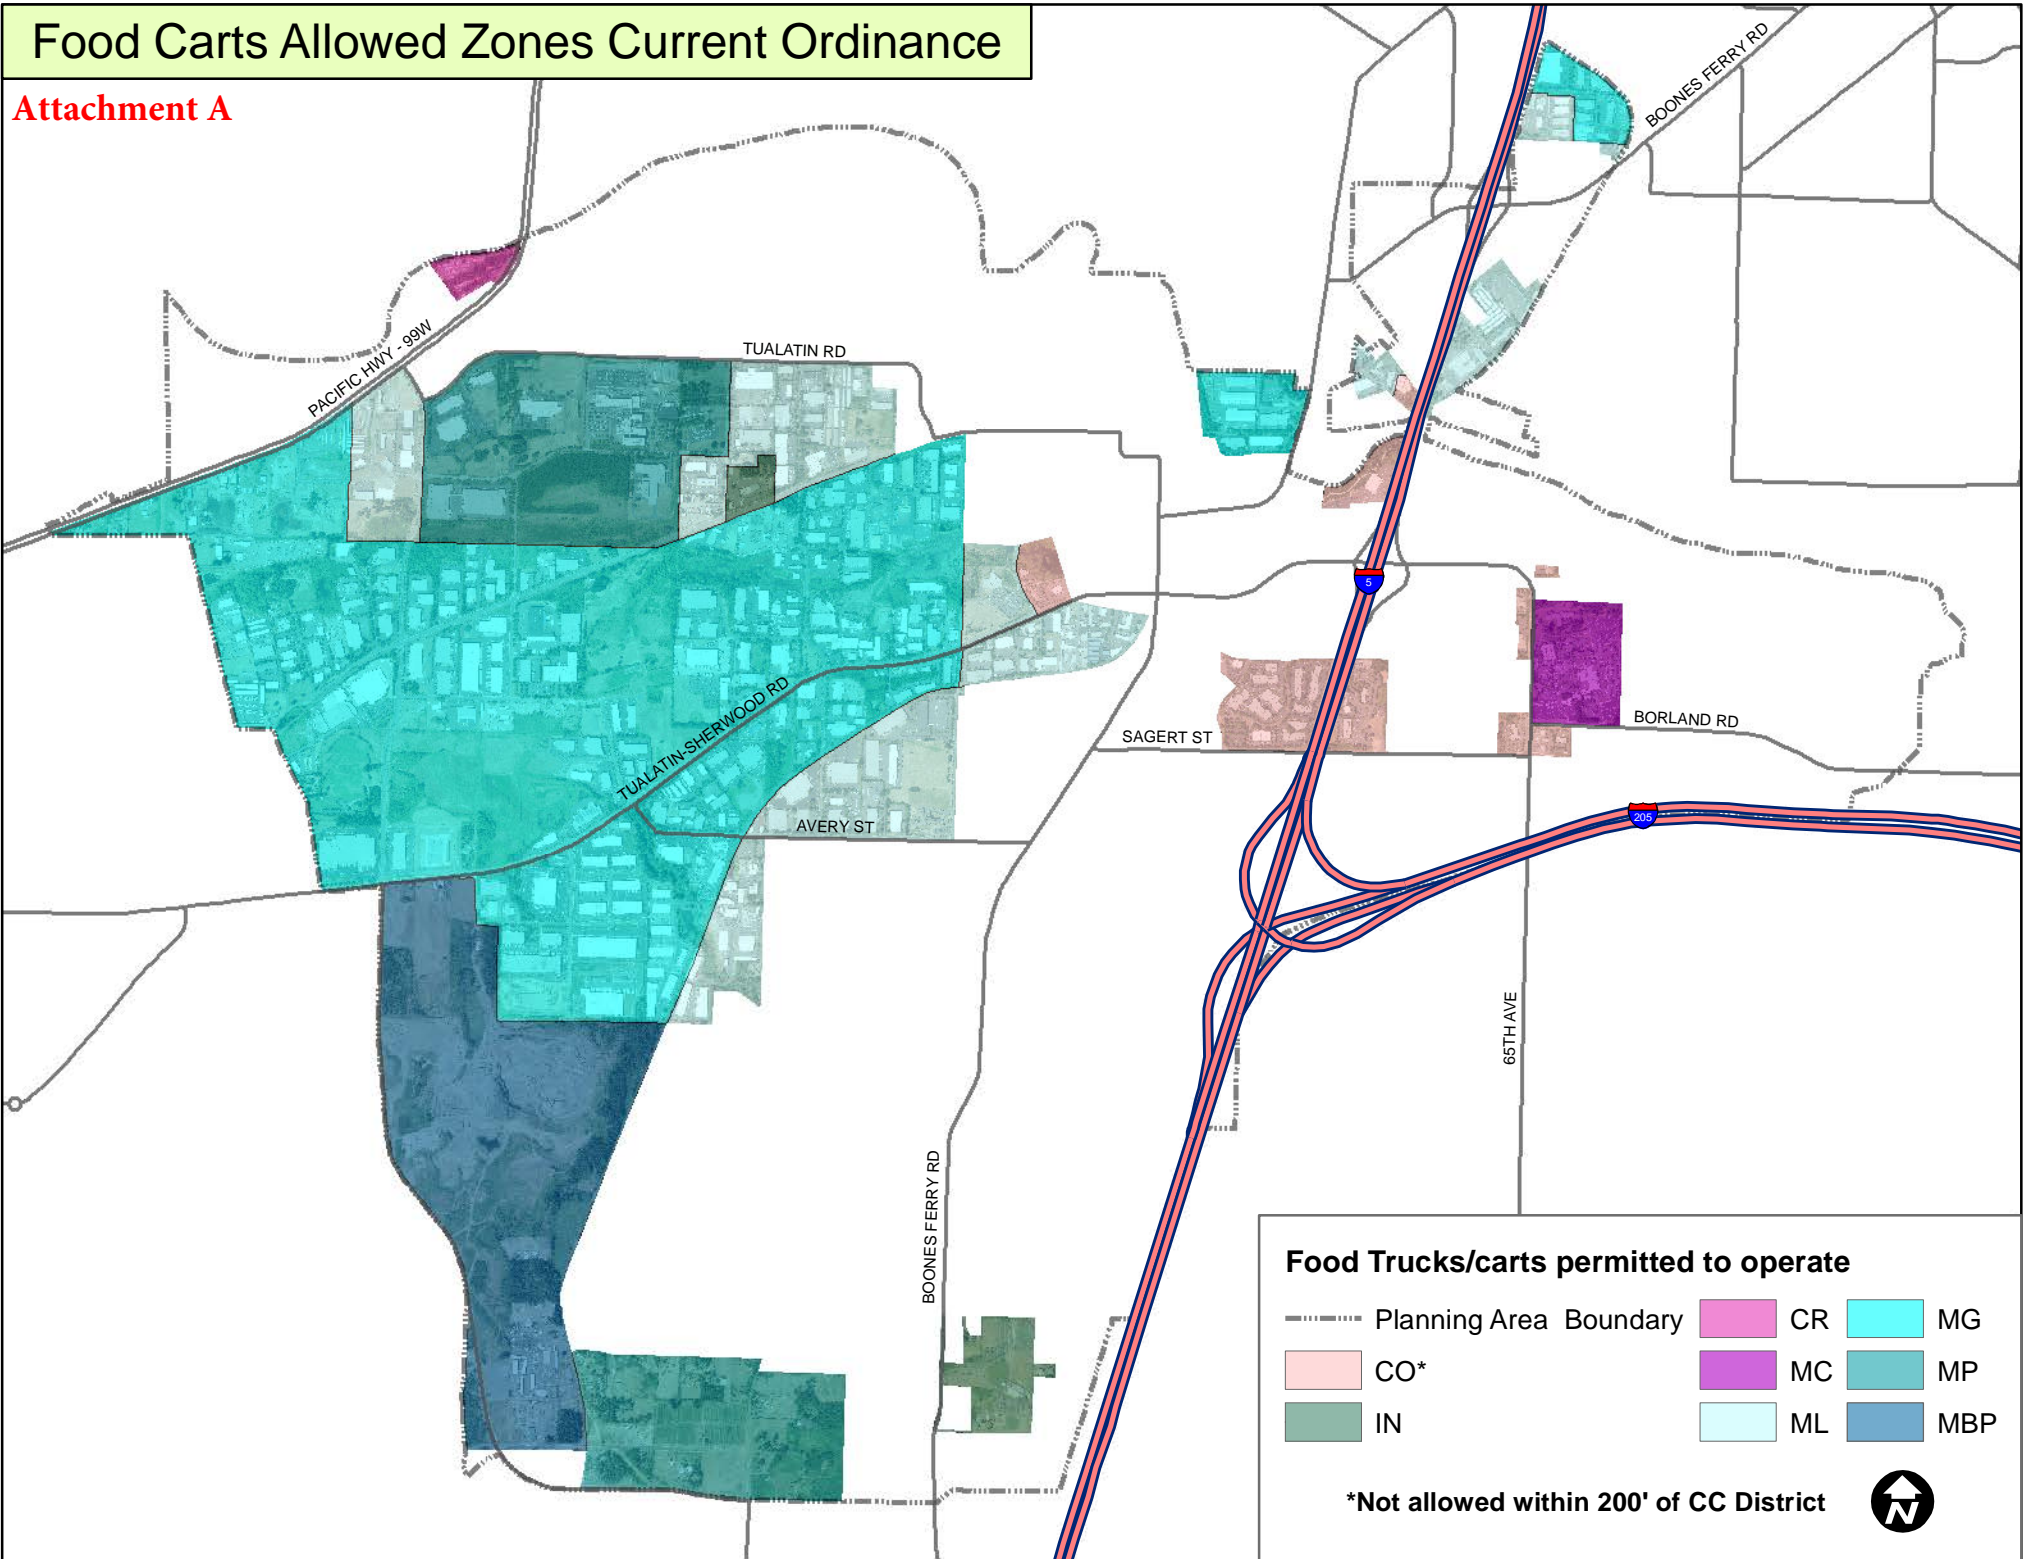 Food Carts Allowed Zones Current Ordinance
Attachment A
BOONES FERRY RD
PACIFIC HWY - 99W
TUALATIN RD
5
TUALATIN-SHERWOOD RD
SAGERT ST
BORLAND RD
AVERY ST
205
65TH AVE
BOONES FERRY RD
Food Trucks/carts permitted to operate
Planning Area Boundary
CR
MG
CO*
MC
MP
IN
ML
MBP
*Not allowed within 200' of CC District
N